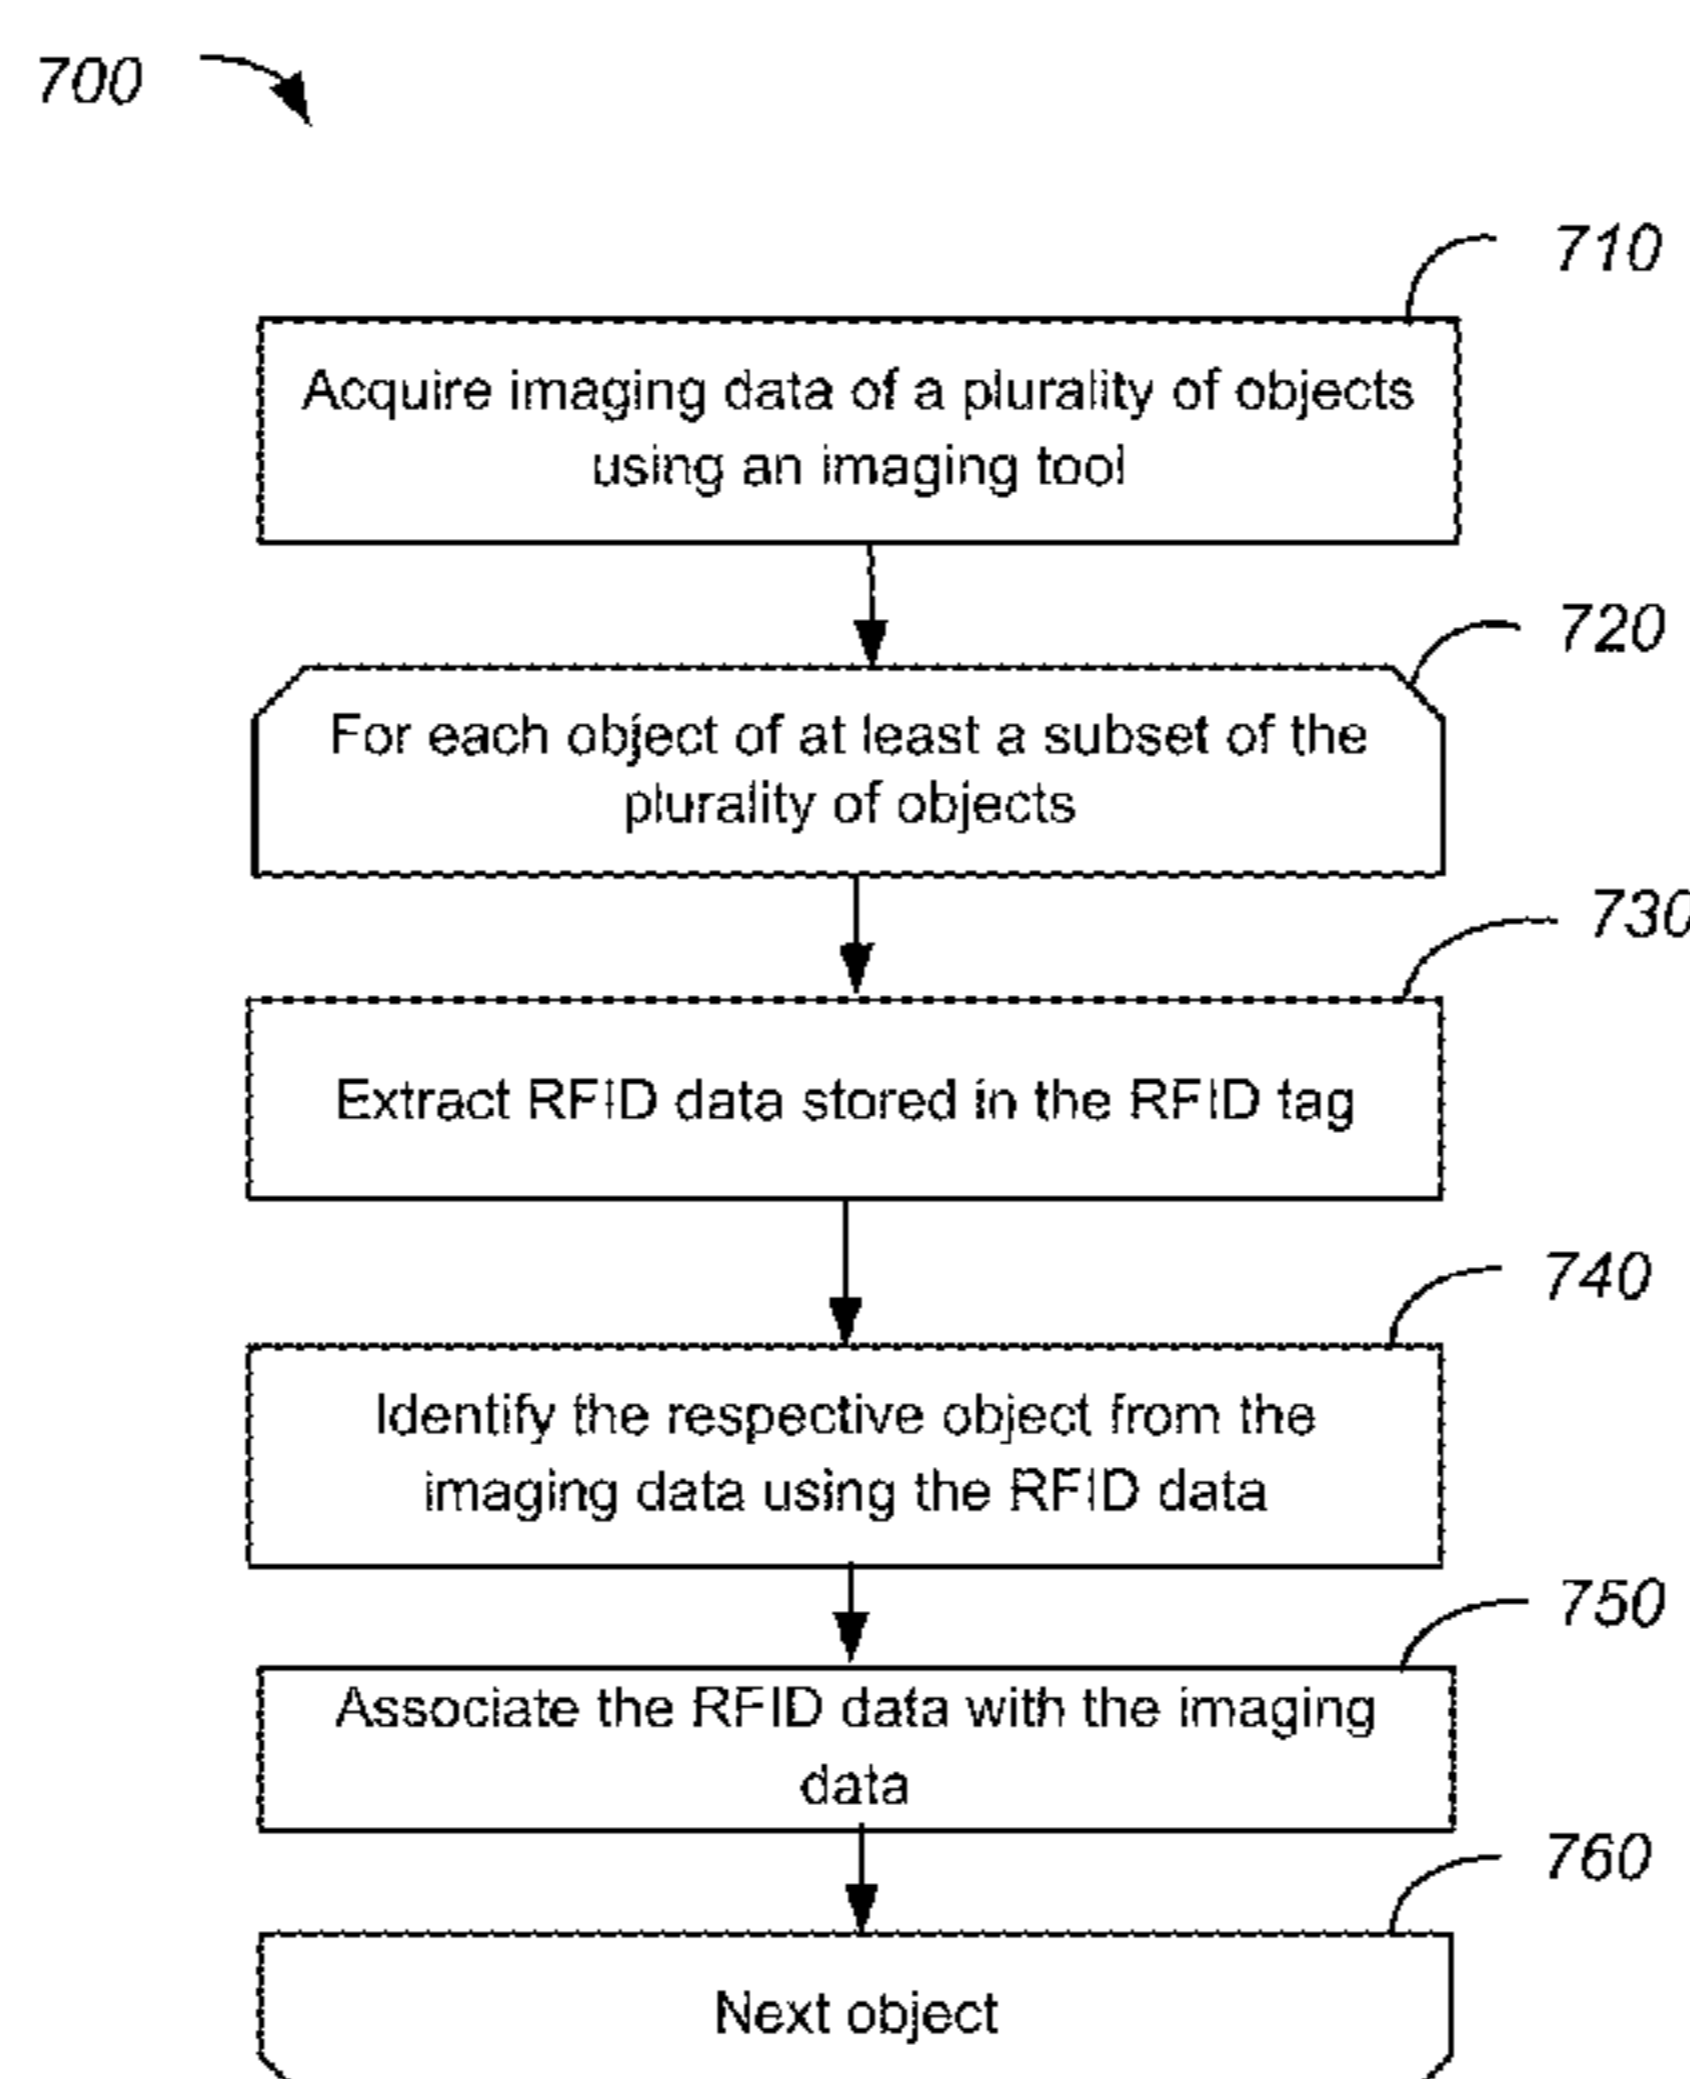 700
710
Acquire imaging data of a plurality of objects
using an imaging tool
720
For each object of at least a subset of the
plurality of objects
730
Extract RFID data stored in the RFID tag
740
Identify the respective object from the
imaging data using the RFID data
750
Associate the RFID data with the imaging
data
760
Next object